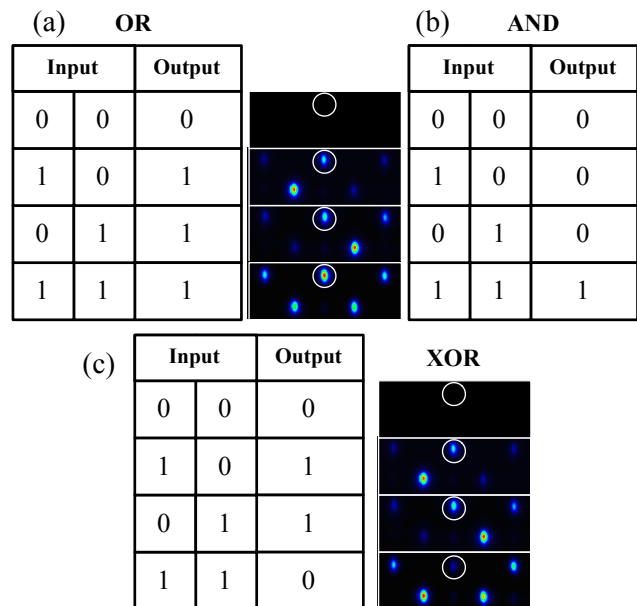 (a) OR (b) AND
Input Output Input Output
0 0 0 0 0 0
1 0 1 1 0 0
0 1 1 0 1 0
1 1 1 1 1 1
(c) Input Output XOR
0 0 0
1 0 1
0 1 1
1 1 0